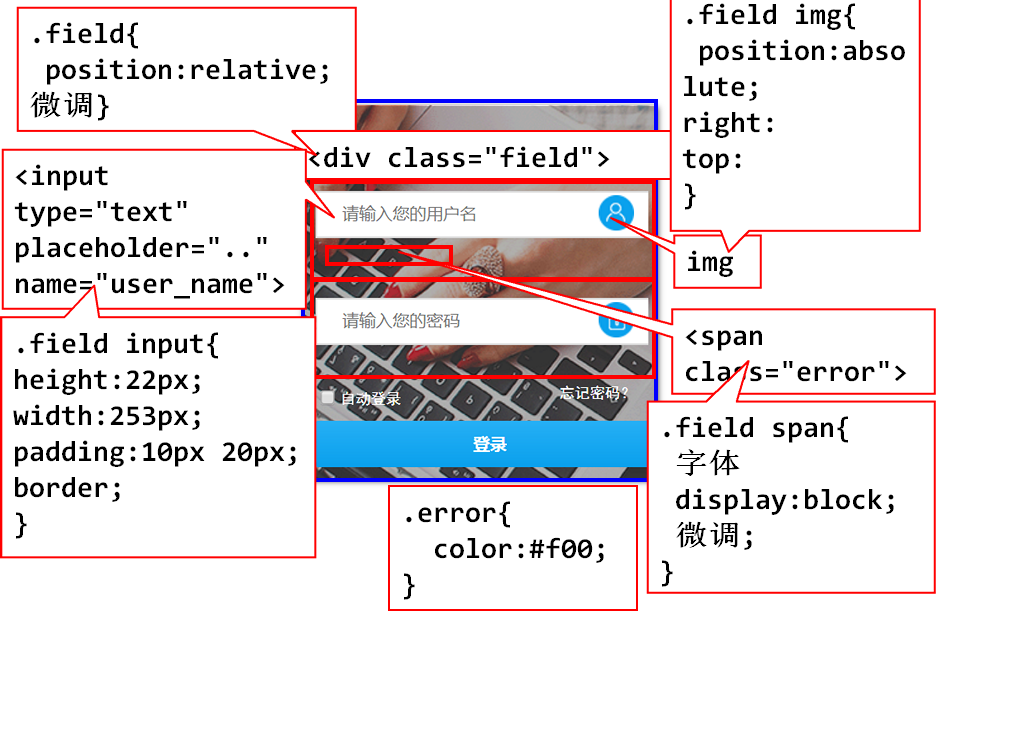 .field{
position:relative;
微调}
.field img{
position:abso
lute;
right:
top:
}
<div class="field">
<input
type="text"
placeholder=".."
name="user_name">
请输入您的用户名
img
请输入您的密码
<span
class="error">
.field input{
height:22px;
width:253px;
padding:10px 20px;
border;
}
自动登录
忘记密码?
登录
.field span{
字体
display:block;
微调;
}
.error{
color:#f00;
}